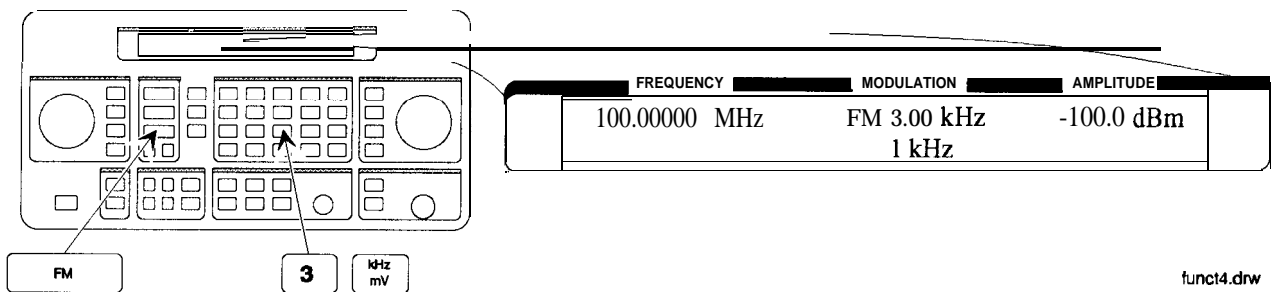 FREQUENCY MODULATION AMPLITUDE
100.00000 MHz FM 3.00 kHz -100.0 dBm
1 kHz
FM
3
kHz
mV
funct4.drw